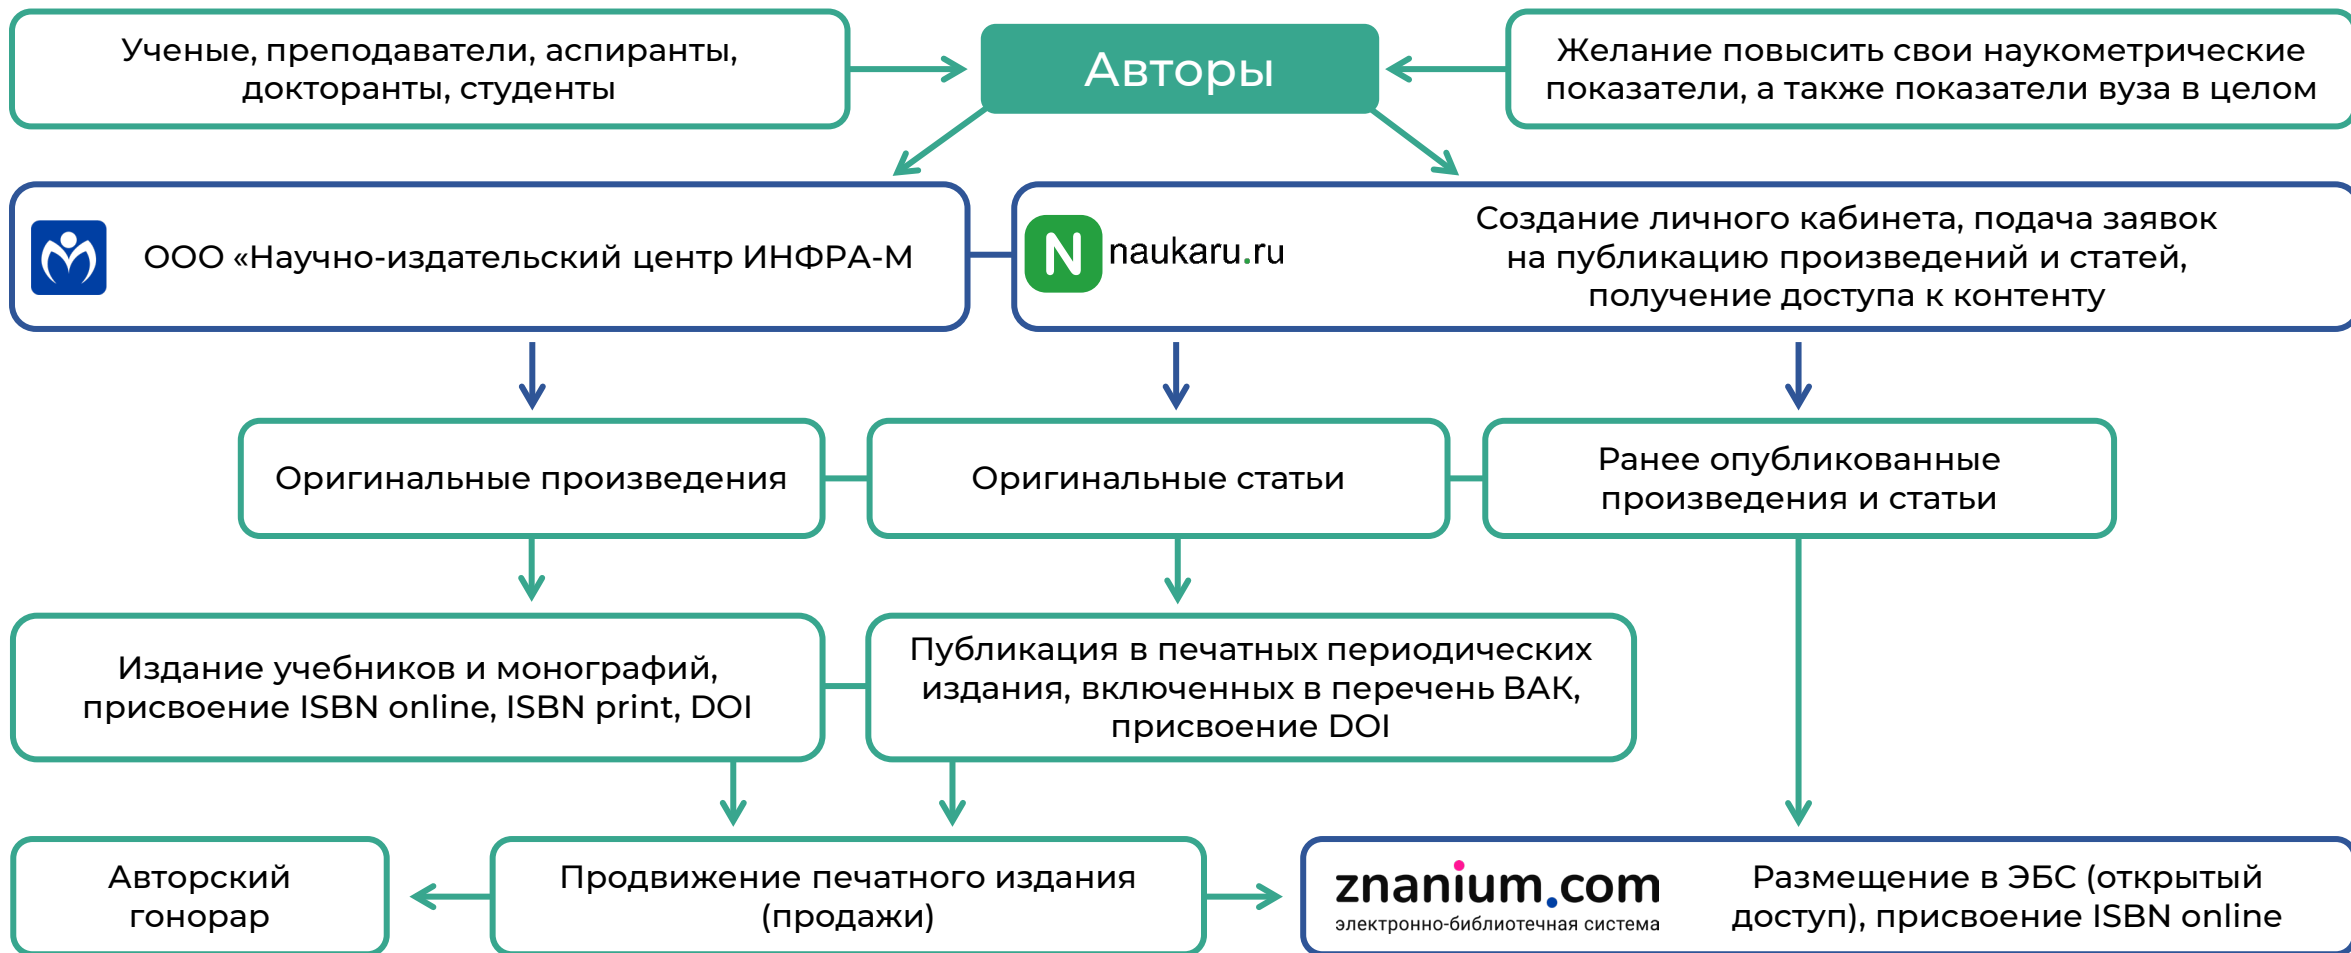 Ученые, преподаватели, аспиранты,
докторанты, студенты
Авторы
Желание повысить свои наукометрические
показатели, а также показатели вуза в целом
ООО «Научно-издательский центр ИНФРА-М
N naukaru.ru
Создание личного кабинета, подача заявок
на публикацию произведений и статей,
получение доступа к контенту
Оригинальные произведения
Оригинальные статьи
Ранее опубликованные
произведения и статьи
Издание учебников и монографий,
присвоение ISBN online, ISBN print, DOI
Публикация в печатных периодических
издания, включенных в перечень ВАК,
присвоение DOI
Авторский
гонорар
Продвижение печатного издания
(продажи)
znanium.com
электронно-библиотечная система
Размещение в ЭБС (открытый
доступ), присвоение ISBN online